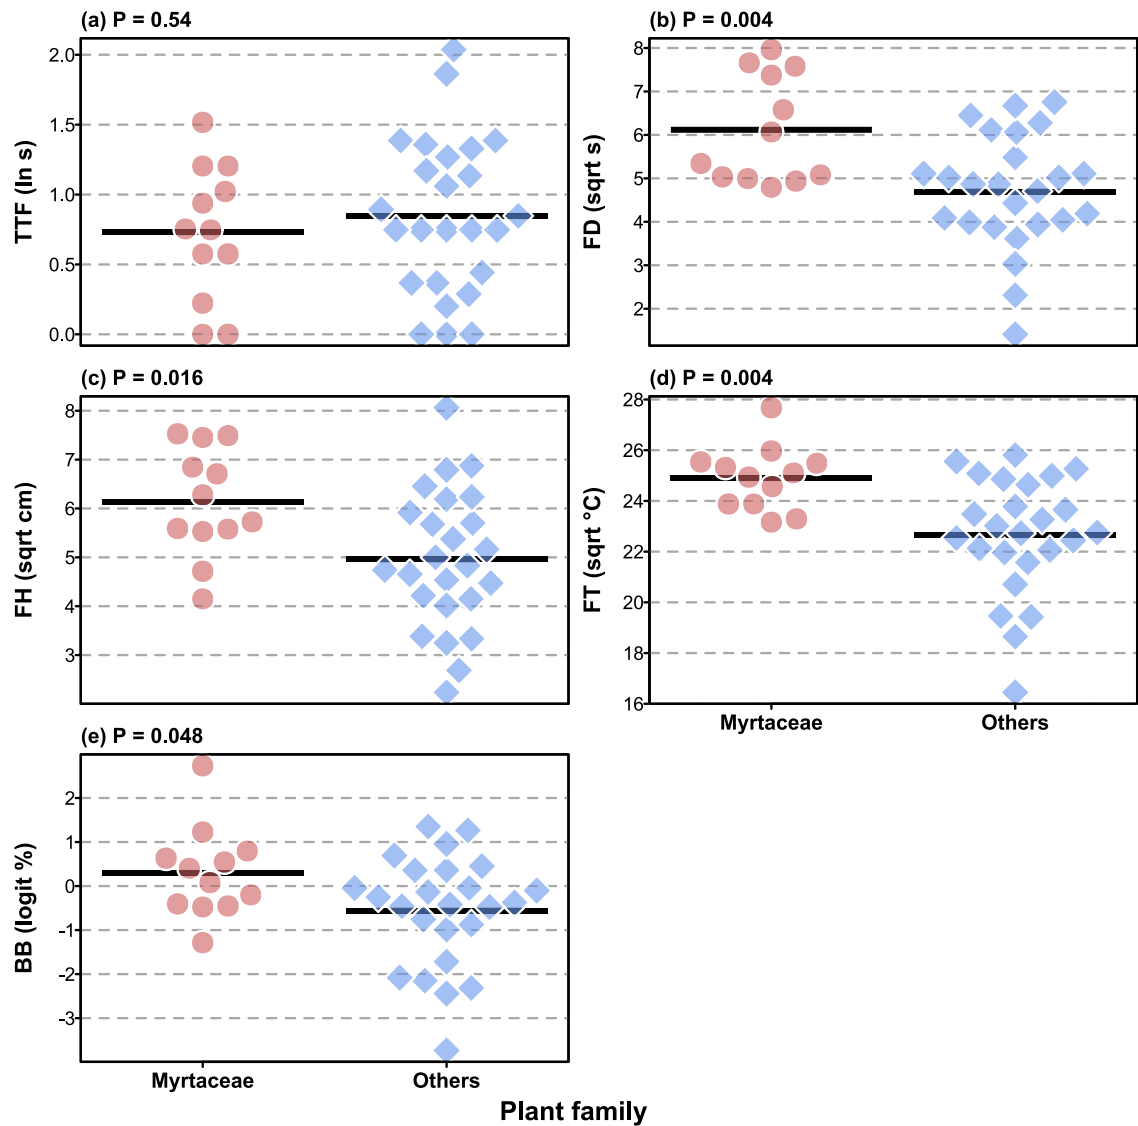 (a) P = 0.54
TTF (ln s)
2.0
1.5
1.0
0.5
0.0
(b) P = 0.004
FD (sqrt s)
8
7
6
5
4
3
2
(c) P = 0.016
FH (sqrt cm)
8
7
6
5
4
3
(d) P = 0.004
FT (sqrt °C)
28
26
24
22
20
18
16
Myrtaceae
Others
(e) P = 0.048
BB (logit %)
2
1
0
-1
-2
-3
Myrtaceae
Others
Plant family